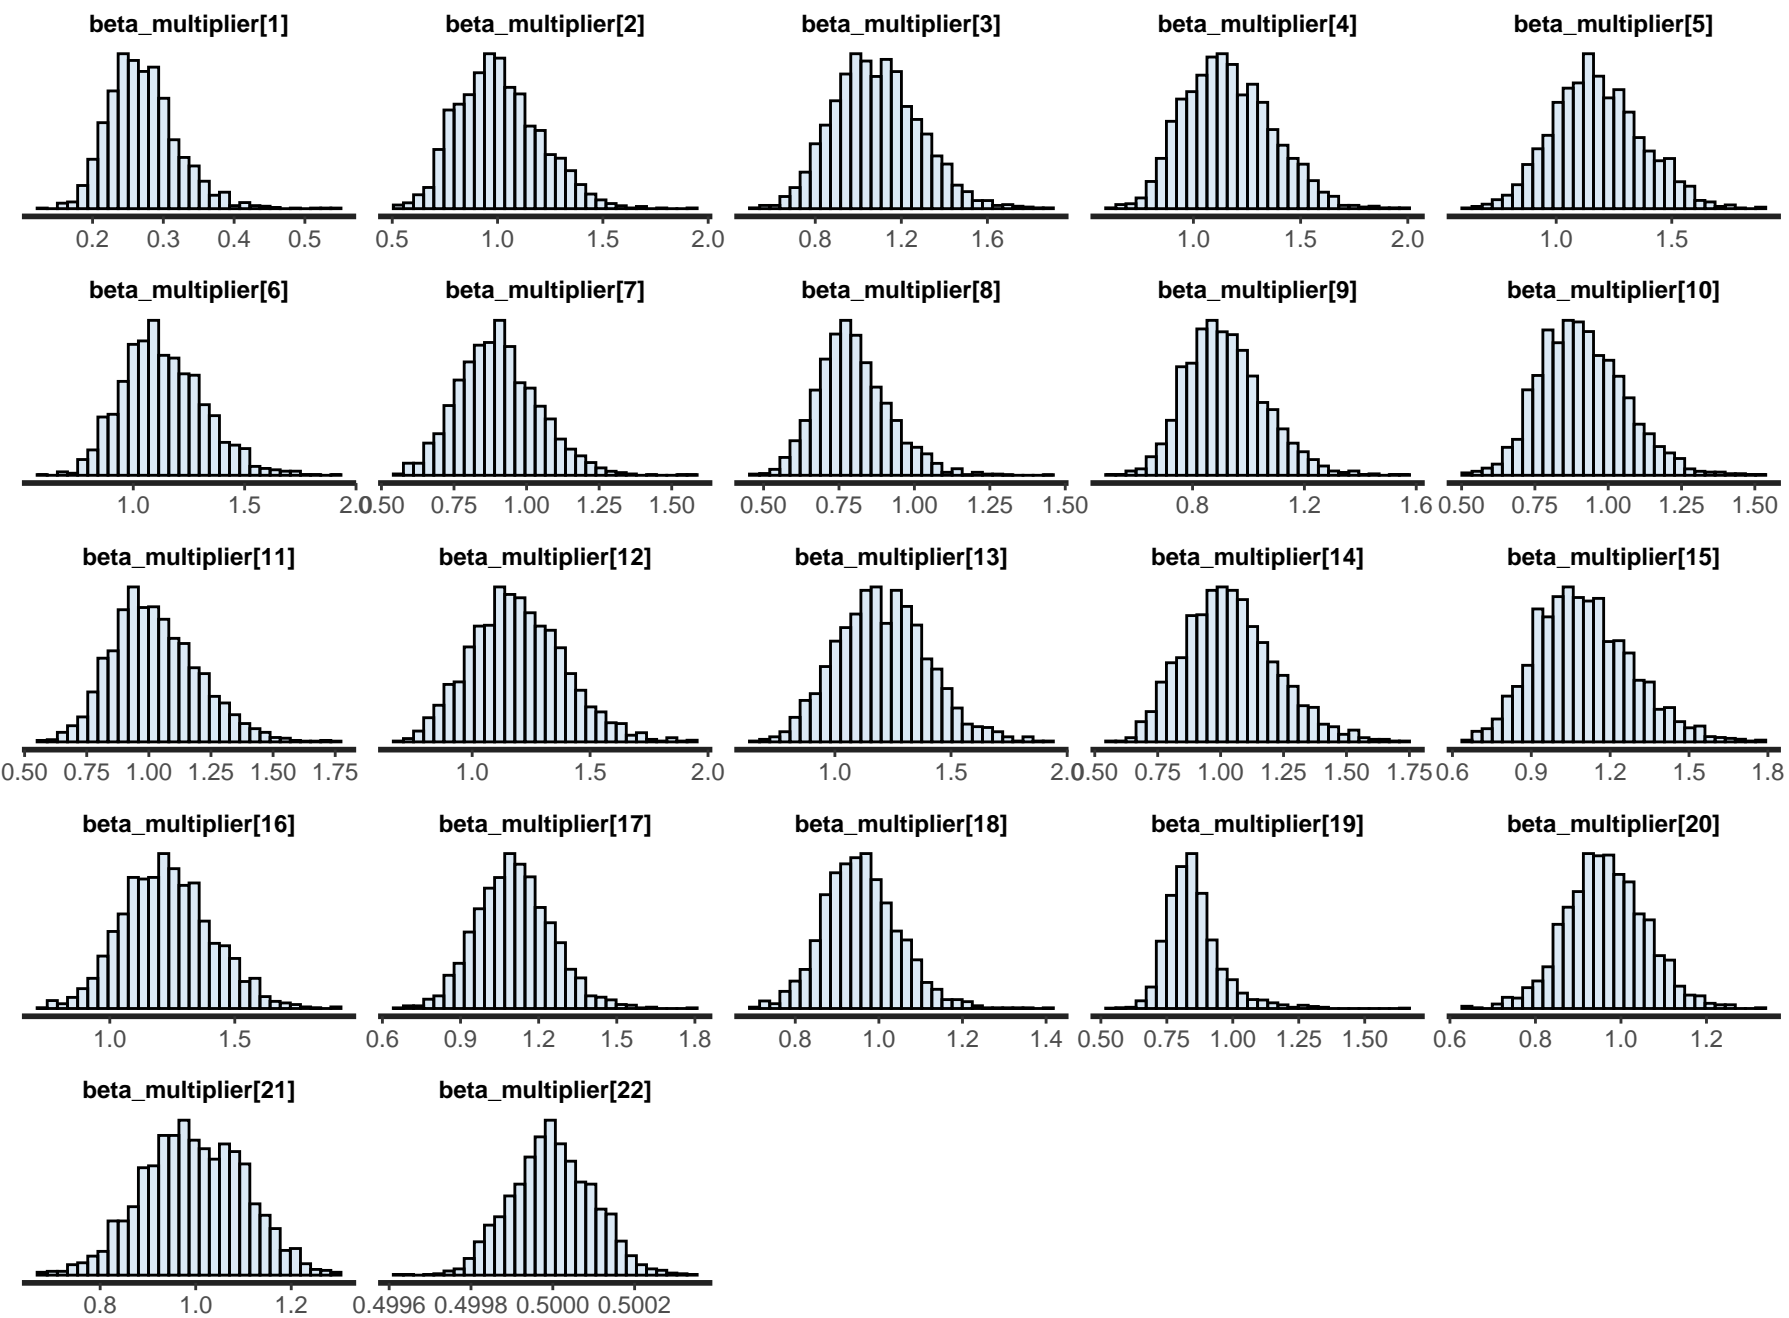 beta_multiplier[1] beta_multiplier[2] beta_multiplier[3] beta_multiplier[4] beta_multiplier[5]
0.2 0.3 0.4 0.5 0.5 1.0 1.5 2.0 0.8 1.2 1.6 1.0 1.5 2.0 1.0 1.5
beta_multiplier[6] beta_multiplier[7] beta_multiplier[8] beta_multiplier[9] beta_multiplier[10]
1.0 1.5 2.0 0.50 0.75 1.00 1.25 1.50 0.50 0.75 1.00 1.25 1.50 0.8 1.2 1.6 0.50 0.75 1.00 1.25 1.50
beta_multiplier[11] beta_multiplier[12] beta_multiplier[13] beta_multiplier[14] beta_multiplier[15]
0.50 0.75 1.00 1.25 1.50 1.75 1.0 1.5 2.0 1.0 1.5 2.0 0.50 0.75 1.00 1.25 1.50 1.75 0.6 0.9 1.2 1.5 1.8
beta_multiplier[16] beta_multiplier[17] beta_multiplier[18] beta_multiplier[19] beta_multiplier[20]
1.0 1.5 0.6 0.9 1.2 1.5 1.8 0.8 1.0 1.2 1.4 0.50 0.75 1.00 1.25 1.50 0.6 0.8 1.0 1.2
beta_multiplier[21] beta_multiplier[22]
0.8 1.0 1.2 0.4996 0.4998 0.5000 0.5002